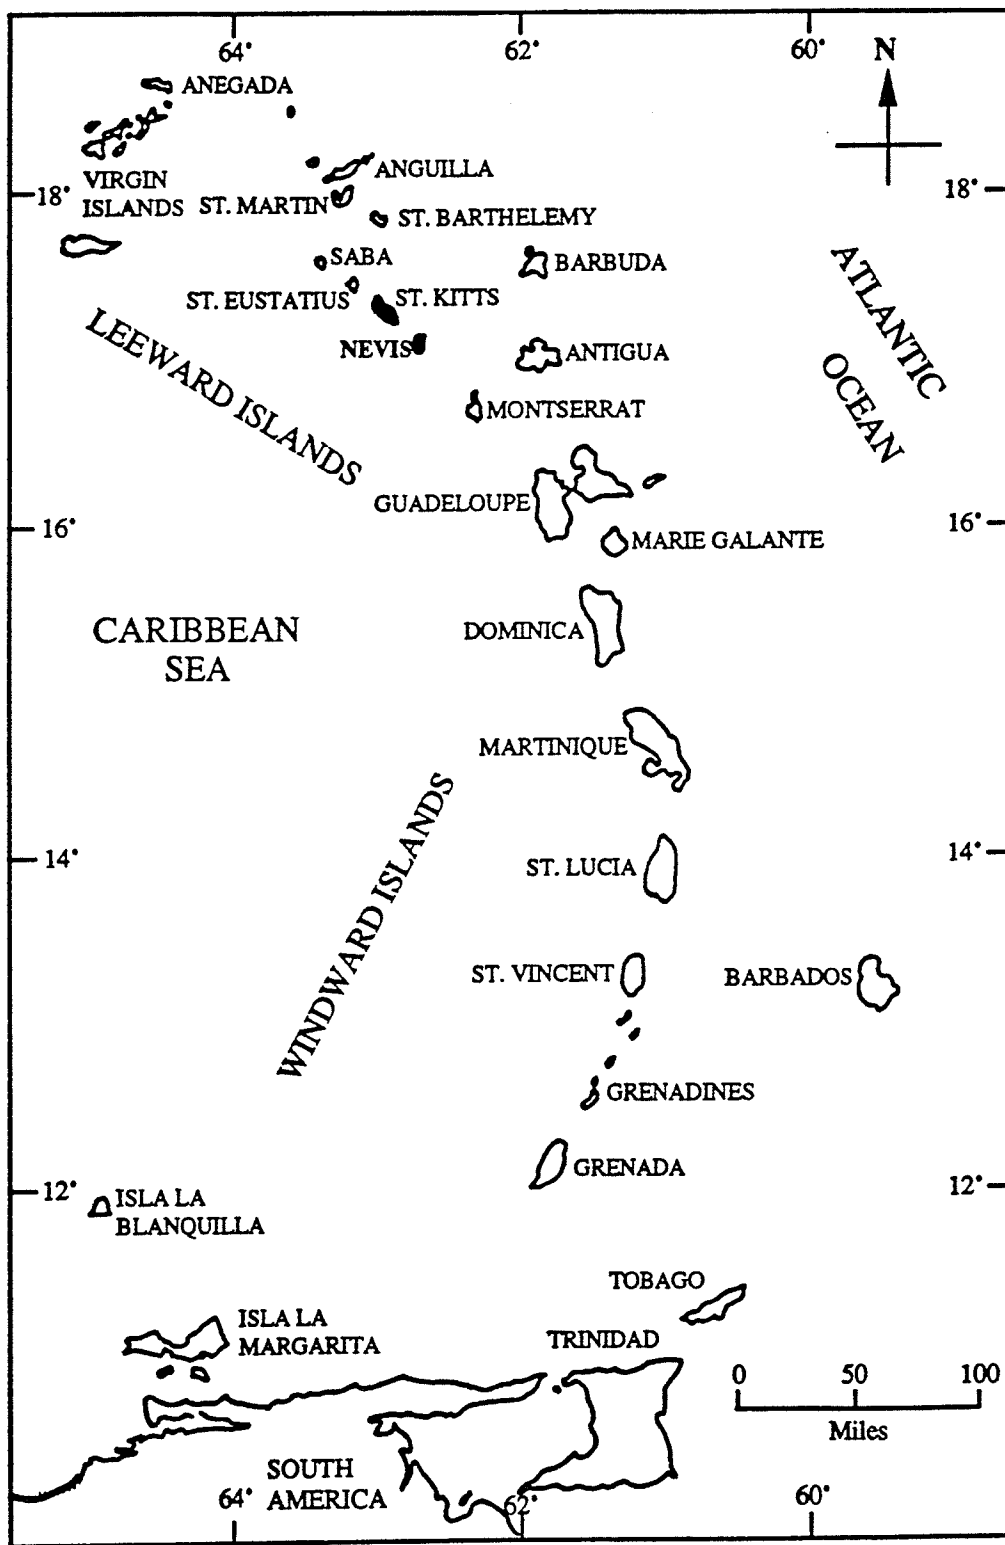 64°
62°
60°
N
ANEGADA
ANGUILLA
VIRGIN
ISLANDS
18°
18°
ST. MARTIN
ST. BARTHELEMY
SABA
BARBUDA
ST. EUSTATIUS
ST. KITTS
NEVIS
ANTIGUA
ATLANTIC
OCEAN
LEEWARD ISLANDS
MONTSERRAT
GUADELOUPE
16°
16°
MARIE GALANTE
CARIBBEAN
SEA
DOMINICA
MARTINIQUE
WINDWARD ISLANDS
14°
14°
ST. LUCIA
ST. VINCENT
BARBADOS
GRENADINES
GRENADA
12°
12°
ISLA LA
BLANQUILLA
TOBAGO
ISLA LA
MARGARITA
TRINIDAD
0
50
100
Miles
SOUTH
AMERICA
64°
62°
60°